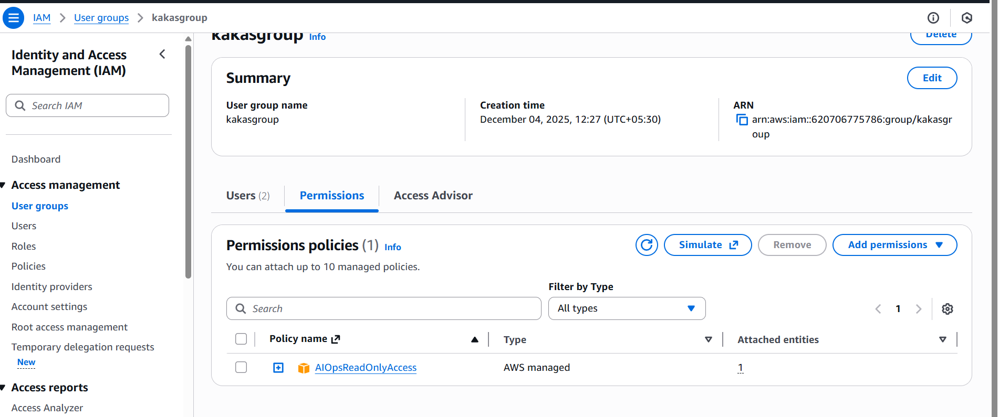 IAM > User groups > kakasgroup
Identity and Access
Management (IAM)
Search IAM
Dashboard
Access management
User groups
Users
Roles
Policies
Identity providers
Account settings
Root access management
Temporary delegation requests
New
Access reports
Access Analyzer
kakasgroup Info
Delete
Summary
Edit
User group name
kakasgroup
Creation time
December 04, 2025, 12:27 (UTC+05:30)
ARN
arn:aws:iam::620706775786:group/kakasgr
oup
Users (2)
Permissions
Access Advisor
Permissions policies (1) Info
Simulate
Remove
Add permissions
You can attach up to 10 managed policies.
Filter by Type
Search
All types
1
Policy name
Type
Attached entities
AIOpsReadOnlyAccess
AWS managed
1